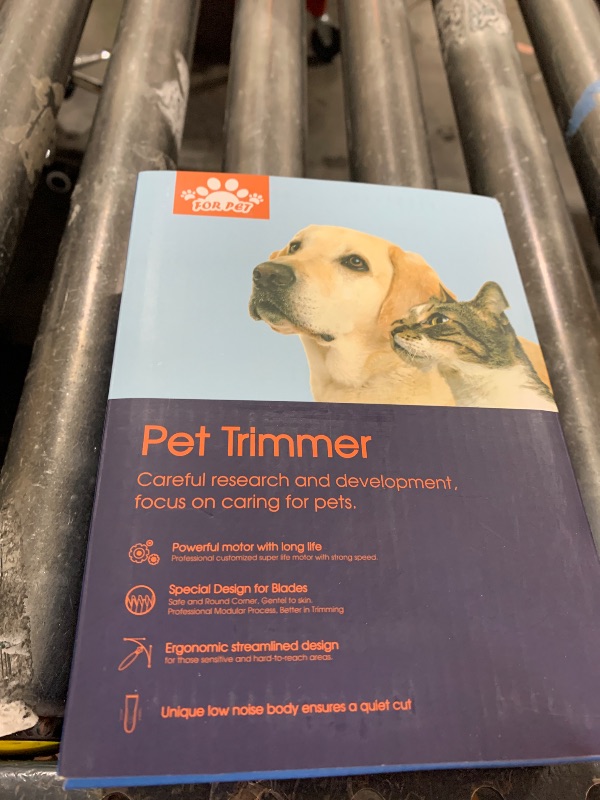 FOR PET
Pet Trimmer
Careful research and development,
focus on caring for pets.
Powerful motor with long life
Professional customized super life motor with strong speed.
Special Design for Blades
Safe and Round Corner. Gentel to skin.
Professional Modular Process. Better in Trimming
Ergonomic streamlined design
for those sensitive and hard-to-reach areas.
Unique low noise body ensures a quiet cut